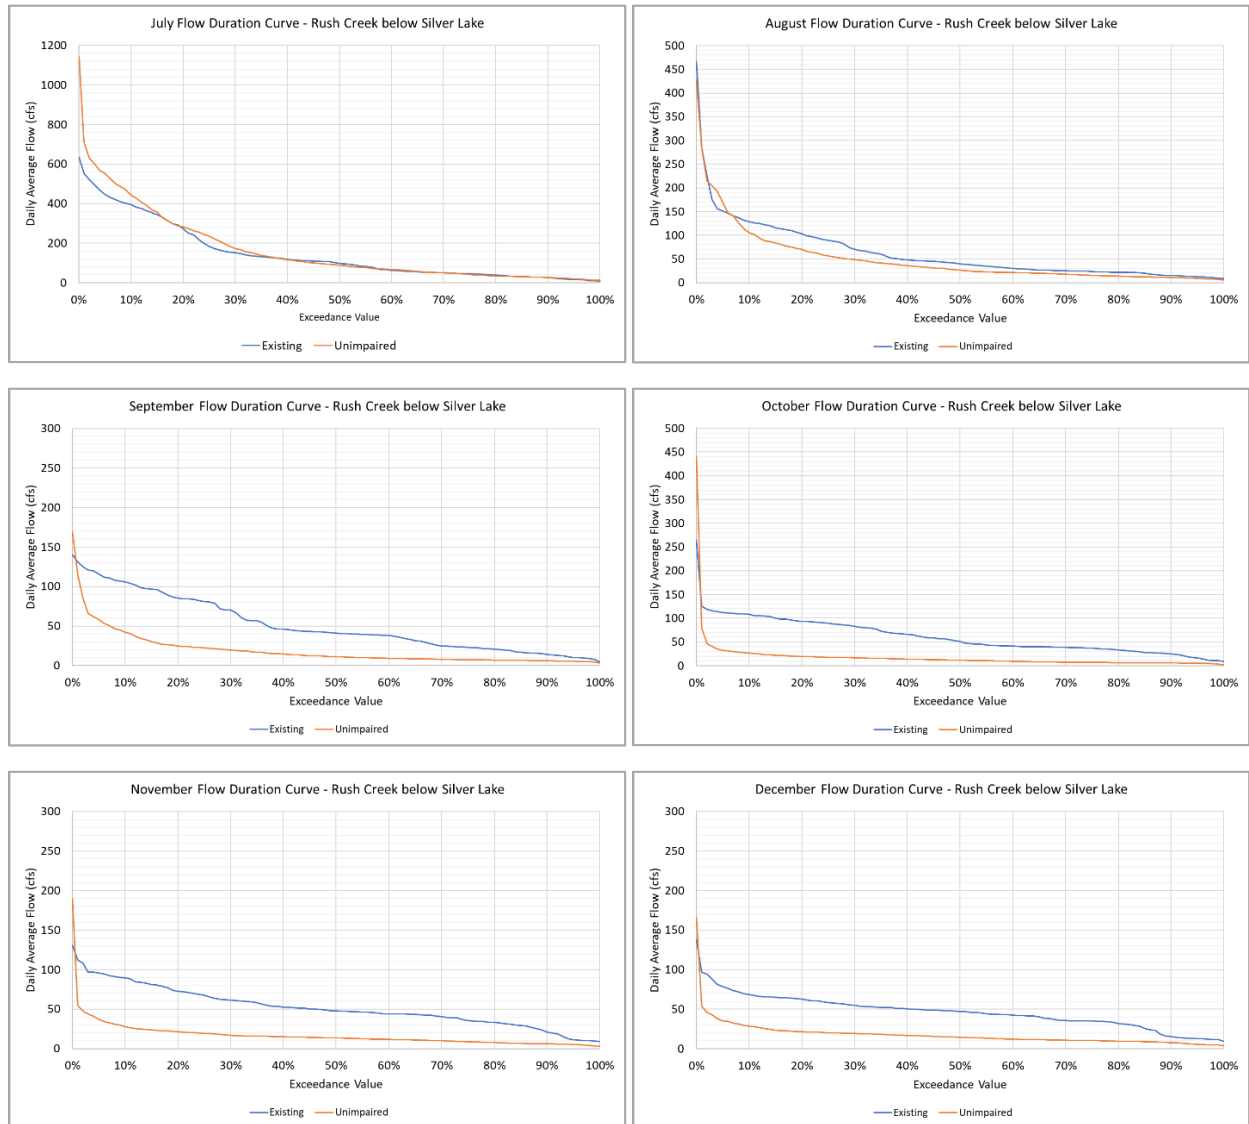 July Flow Duration Curve - Rush Creek below Silver Lake
Daily Average Flow (cfs)
1200
1000
800
600
400
200
0
0% 10% 20% 30% 40% 50% 60% 70% 80% 90% 100%
Exceedance Value
Existing Unimpaired
August Flow Duration Curve - Rush Creek below Silver Lake
Daily Average Flow (cfs)
500
450
400
350
300
250
200
150
100
50
0
0% 10% 20% 30% 40% 50% 60% 70% 80% 90% 100%
Exceedance Value
Existing Unimpaired
September Flow Duration Curve - Rush Creek below Silver Lake
Daily Average Flow (cfs)
300
250
200
150
100
50
0
0% 10% 20% 30% 40% 50% 60% 70% 80% 90% 100%
Exceedance Value
Existing Unimpaired
October Flow Duration Curve - Rush Creek below Silver Lake
Daily Average Flow (cfs)
500
450
400
350
300
250
200
150
100
50
0
0% 10% 20% 30% 40% 50% 60% 70% 80% 90% 100%
Exceedance Value
Existing Unimpaired
November Flow Duration Curve - Rush Creek below Silver Lake
Daily Average Flow (cfs)
300
250
200
150
100
50
0
0% 10% 20% 30% 40% 50% 60% 70% 80% 90% 100%
Exceedance Value
Existing Unimpaired
December Flow Duration Curve - Rush Creek below Silver Lake
Daily Average Flow (cfs)
300
250
200
150
100
50
0
0% 10% 20% 30% 40% 50% 60% 70% 80% 90% 100%
Exceedance Value
Existing Unimpaired